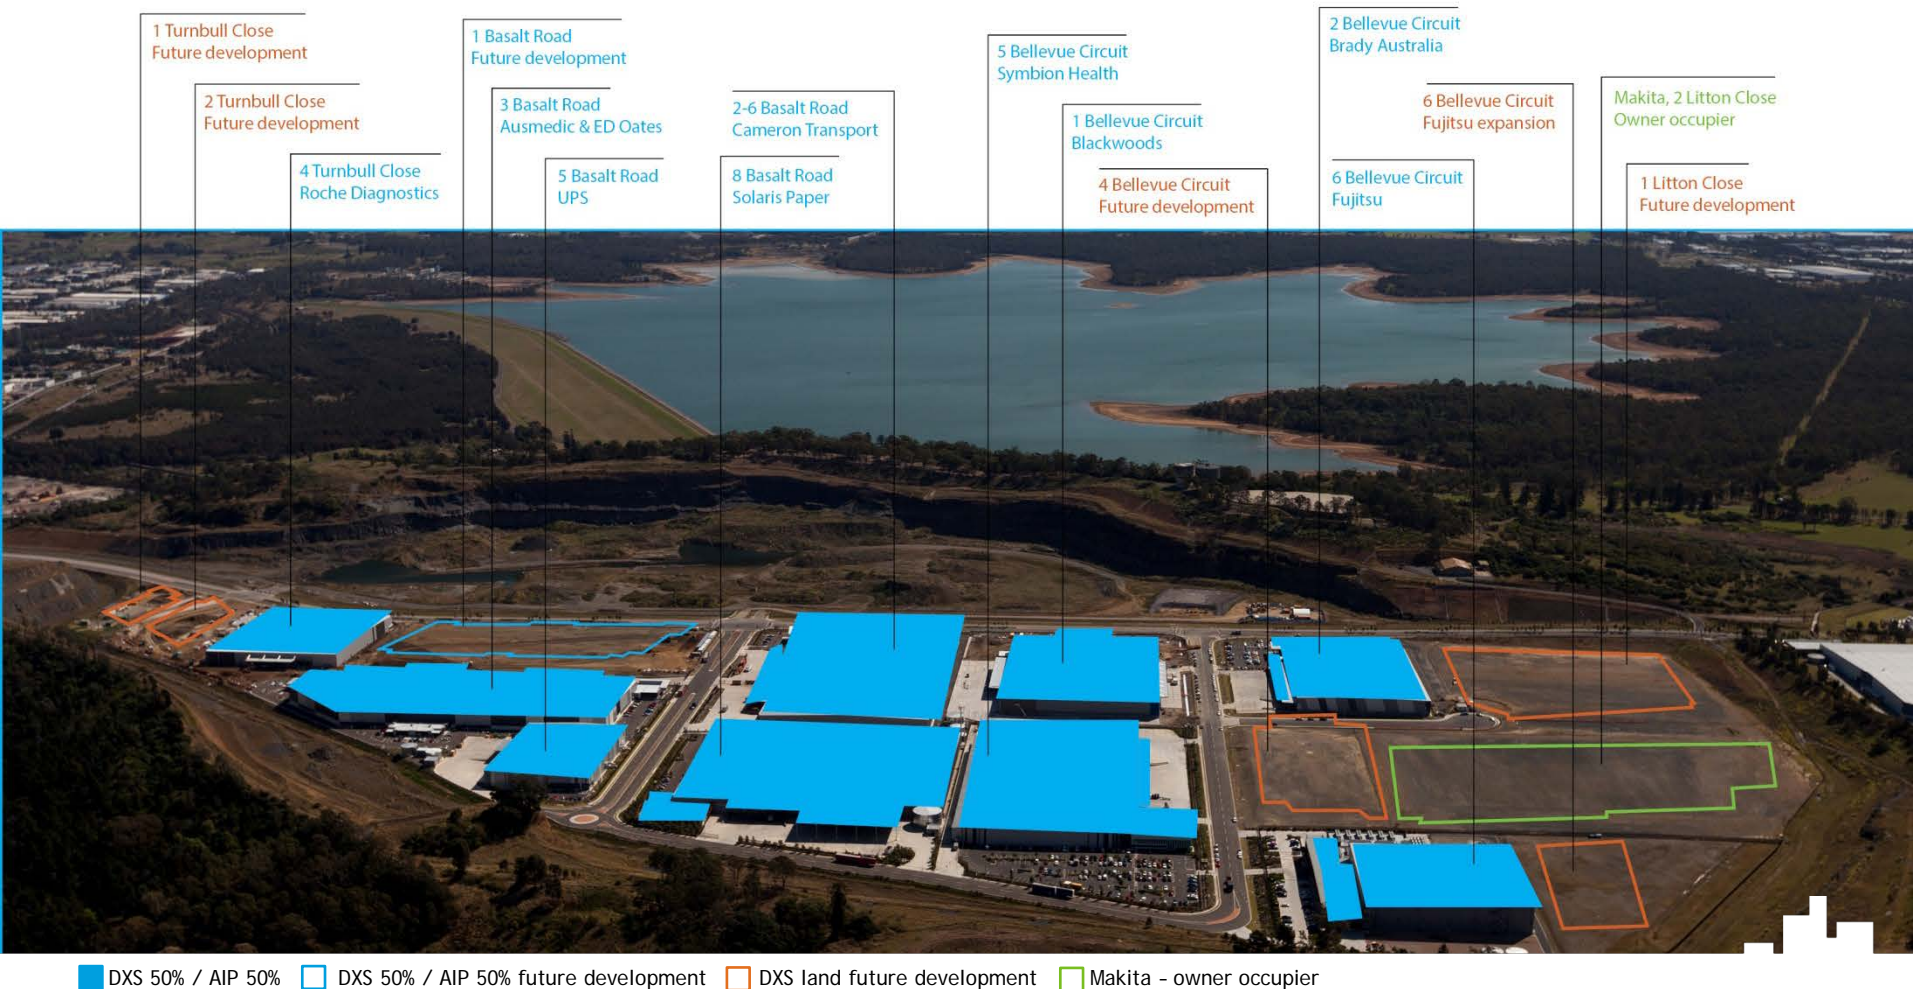 1 Turnbull Close
Future development
2 Turnbull Close
Future development
4 Turnbull Close
Roche Diagnostics
1 Basalt Road
Future development
3 Basalt Road
Ausmedic & ED Oates
5 Basalt Road
UPS
2-6 Basalt Road
Cameron Transport
8 Basalt Road
Solaris Paper
5 Bellevue Circuit
Symbion Health
1 Bellevue Circuit
Blackwoods
4 Bellevue Circuit
Future development
2 Bellevue Circuit
Brady Australia
6 Bellevue Circuit
Fujitsu expansion
6 Bellevue Circuit
Fujitsu
Makita, 2 Litton Close
Owner occupier
1 Litton Close
Future development
DXS 50% / AIP 50%
DXS 50% / AIP 50% future development
DXS land future development
Makita – owner occupier